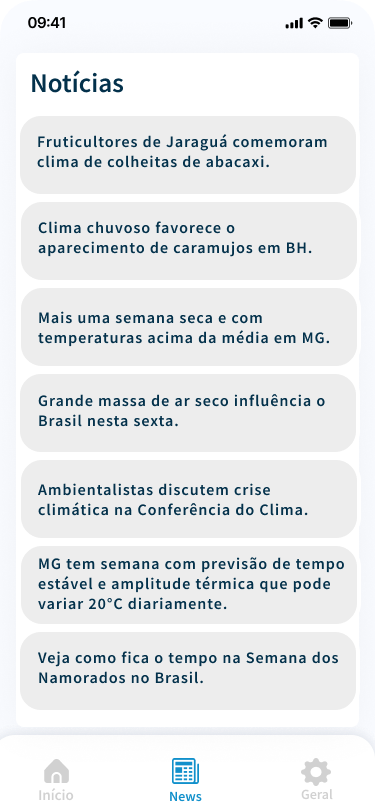 09:41
Notícias
Fruticultores de Jaraguá comemoram
clima de colheitas de abacaxi.
Clima chuvoso favorece o
aparecimento de caramujos em BH.
Mais uma semana seca e com
temperaturas acima da média em MG.
Grande massa de ar seco influência o
Brasil nesta sexta.
Ambientalistas discutem crise
climática na Conferência do Clima.
MG tem semana com previsão de tempo
estável e amplitude térmica que pode
variar 20°C diariamente.
Veja como fica o tempo na Semana dos
Namorados no Brasil.
Início
News
Geral